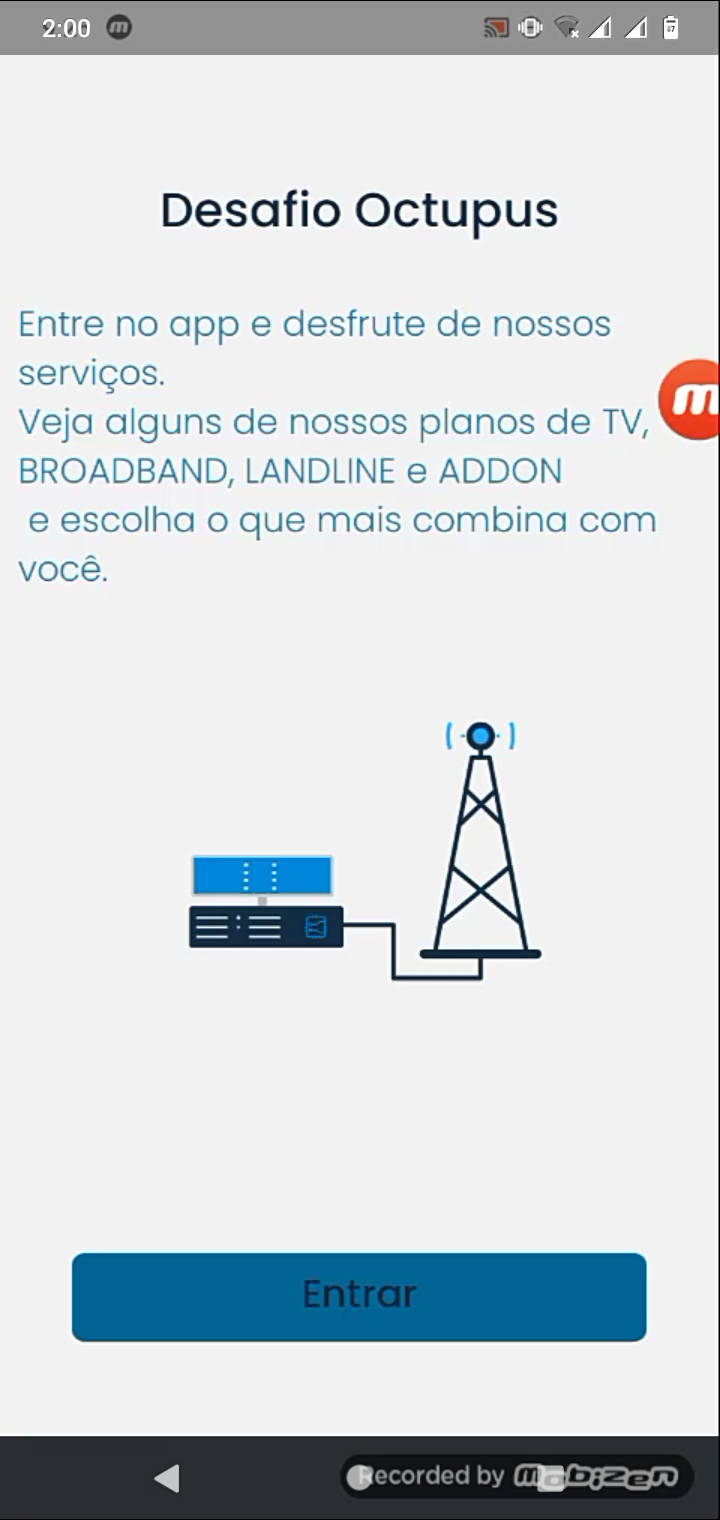 2:00
87
Desafio Octupus
Entre no app e desfrute de nossos
serviços.
Veja alguns de nossos planos de TV,
BROADBAND, LANDLINE e ADDON
e escolha o que mais combina com
você.
Entrar
Recorded by mobizen